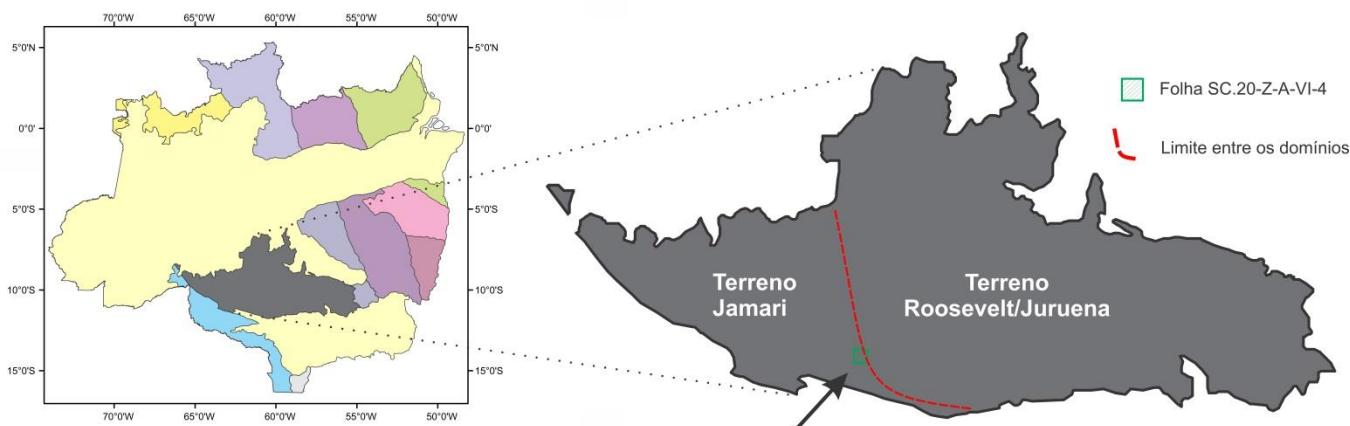 70°0'W 65°0'W 60°0'W 55°0'W 50°0'W
5°0'N
5°0'N
0°0'
0°0'
5°0'S
5°0'S
10°0'S
10°0'S
15°0'S
15°0'S
70°0'W 65°0'W 60°0'W 55°0'W 50°0'W
Folha SC.20-Z-A-VI-4
Limite entre os domínios
Terreno
Jamari
Terreno
Roosevelt/Juruena